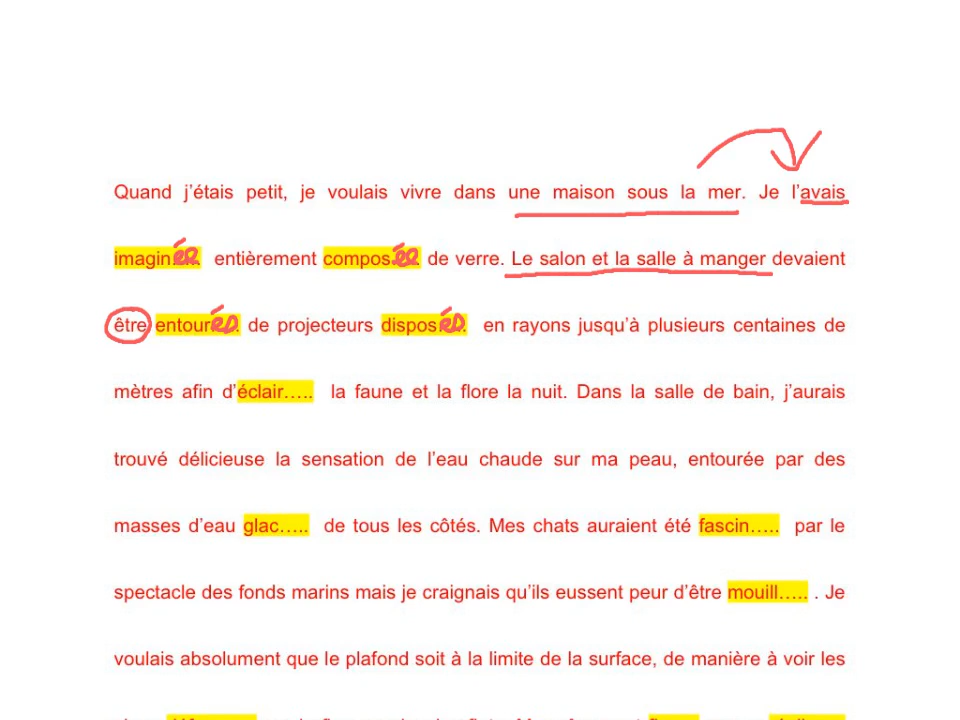 Quand j'étais petit, je voulais vivre dans une maison sous la mer. Je l'avais
imaginée entièrement composée de verre. Le salon et la salle à manger devaient
être entourés de projecteurs disposés en rayons jusqu'à plusieurs centaines de
mètres afin d'éclair..... la faune et la flore la nuit. Dans la salle de bain, j'aurais
trouvé délicieuse la sensation de l'eau chaude sur ma peau, entourée par des
masses d'eau glac..... de tous les côtés. Mes chats auraient été fascin..... par le
spectacle des fonds marins mais je craignais qu'ils eussent peur d'être mouill..... . Je
voulais absolument que le plafond soit à la limite de la surface, de manière à voir les